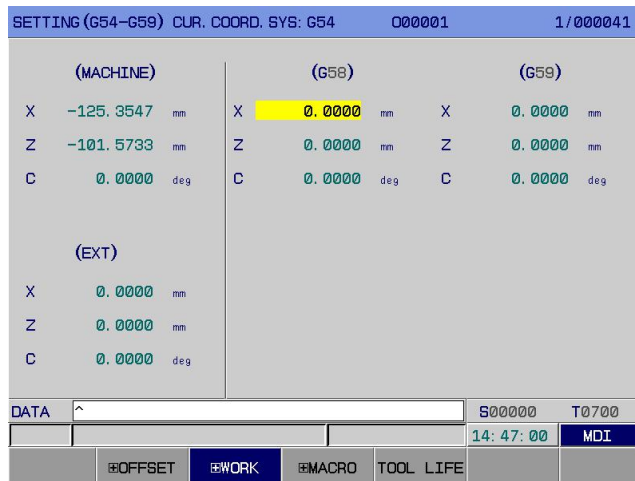 SETTING(G54-G59) CUR. COORD. SYS: G54 O00001 1/000041
(MACHINE) (G58) (G59)
X -125.3547 mm X 0.0000 mm X 0.0000 mm
Z -101.5733 mm Z 0.0000 mm Z 0.0000 mm
C 0.0000 deg C 0.0000 deg C 0.0000 deg
(EXT)
X 0.0000 mm
Z 0.0000 mm
C 0.0000 deg
DATA ^ S00000 T0700
14:47:00 MDI
⊞OFFSET ⊞WORK ⊞MACRO TOOL LIFE